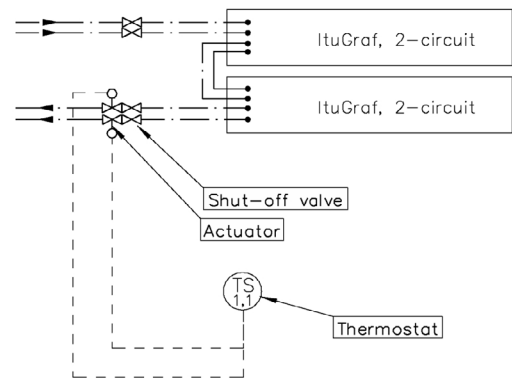 ItuGraf, 2-circuit
ItuGraf, 2-circuit
Shut-off valve
Actuator
TS
1.1
Thermostat